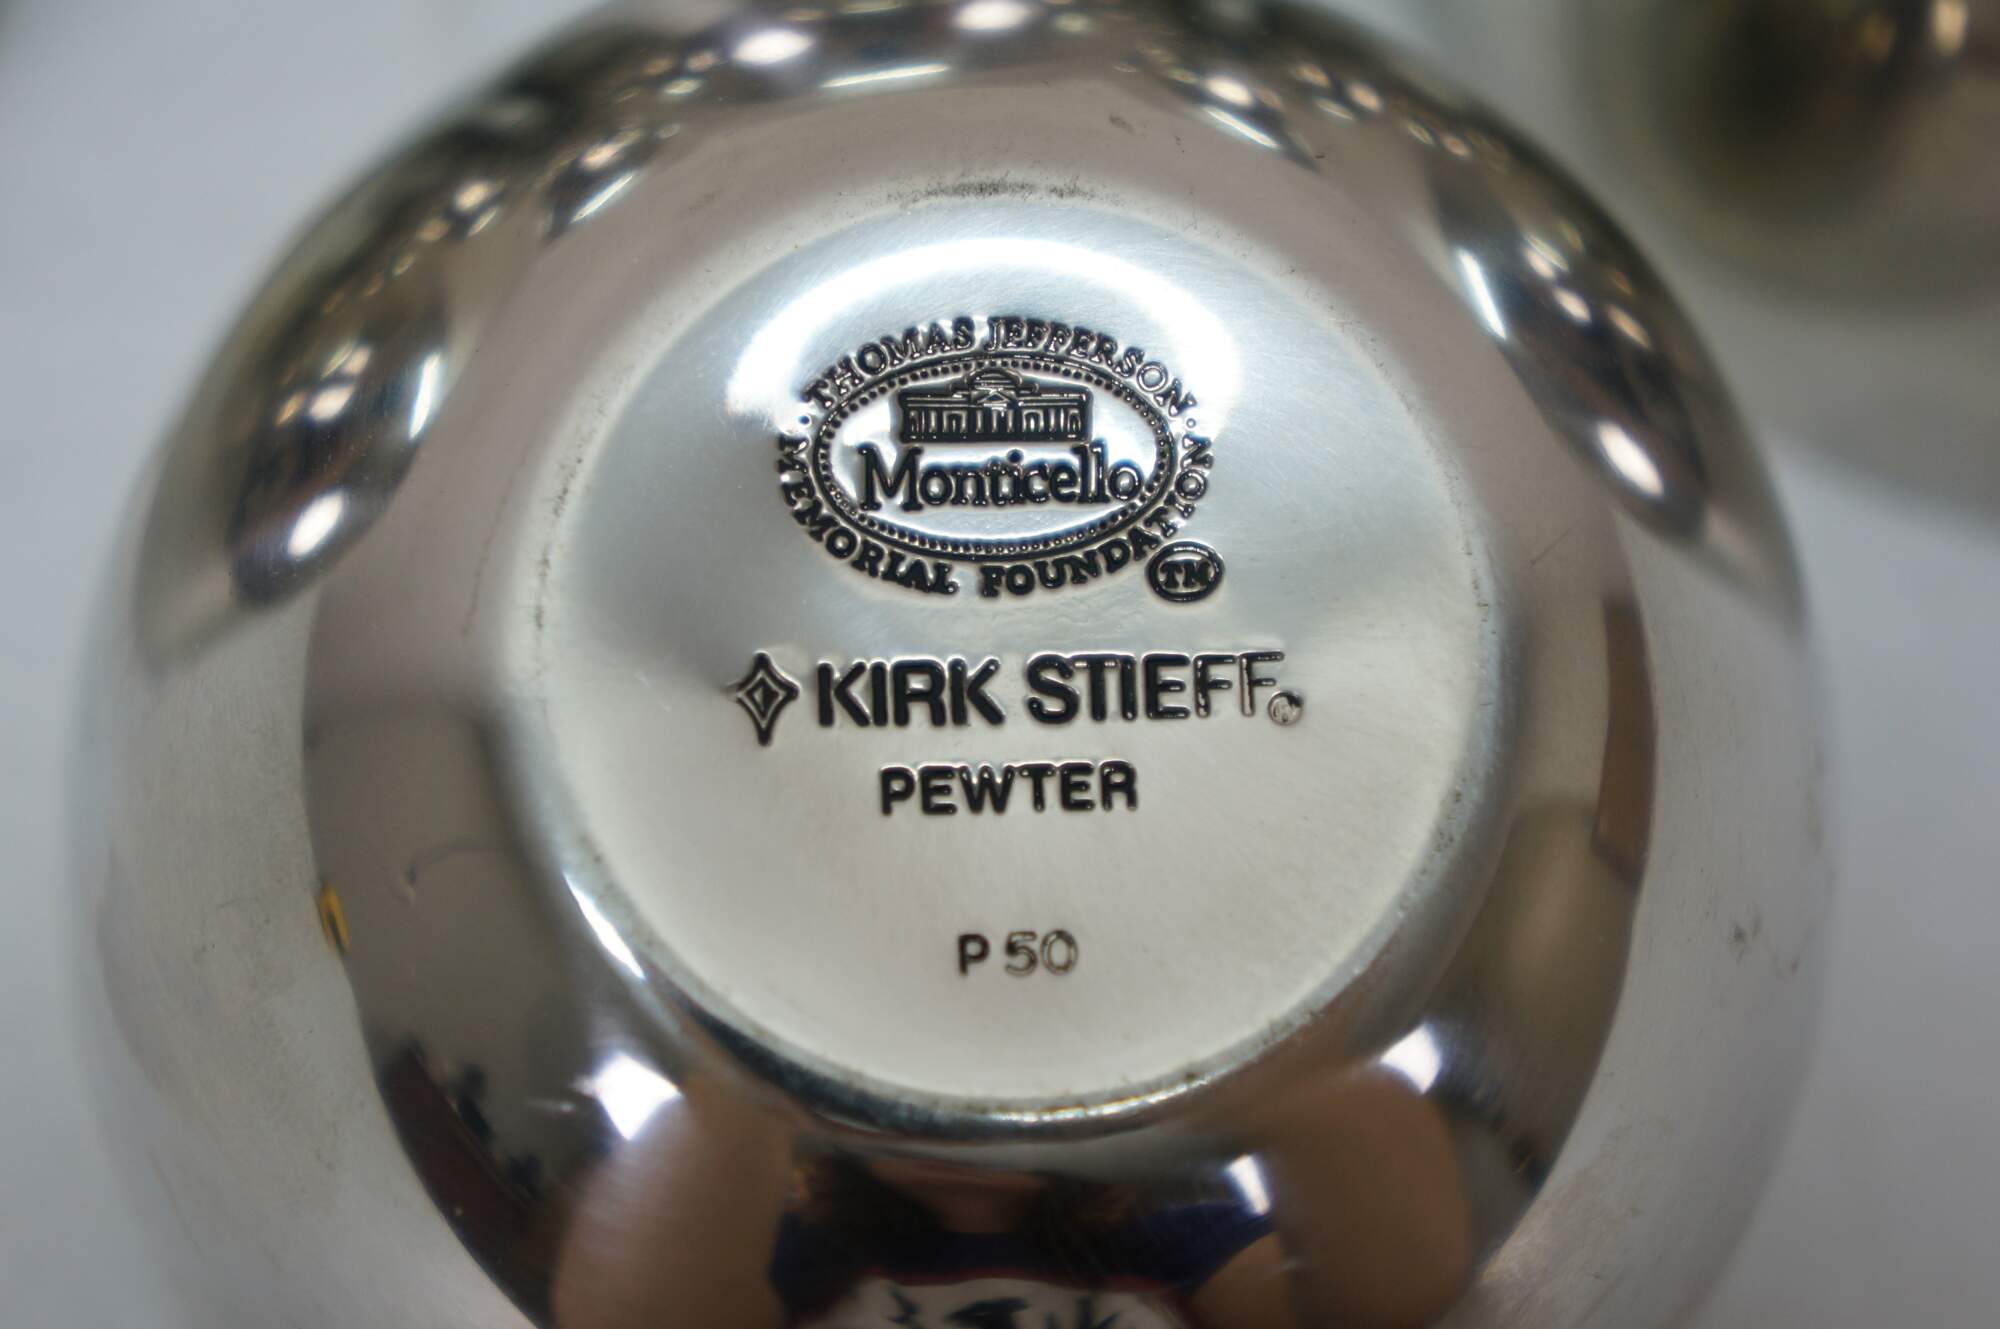 · THOMAS JEFFERSON ·
Monticello
MEMORIAL FOUNDATION
TM
KIRK STIEFF®
PEWTER
P 50